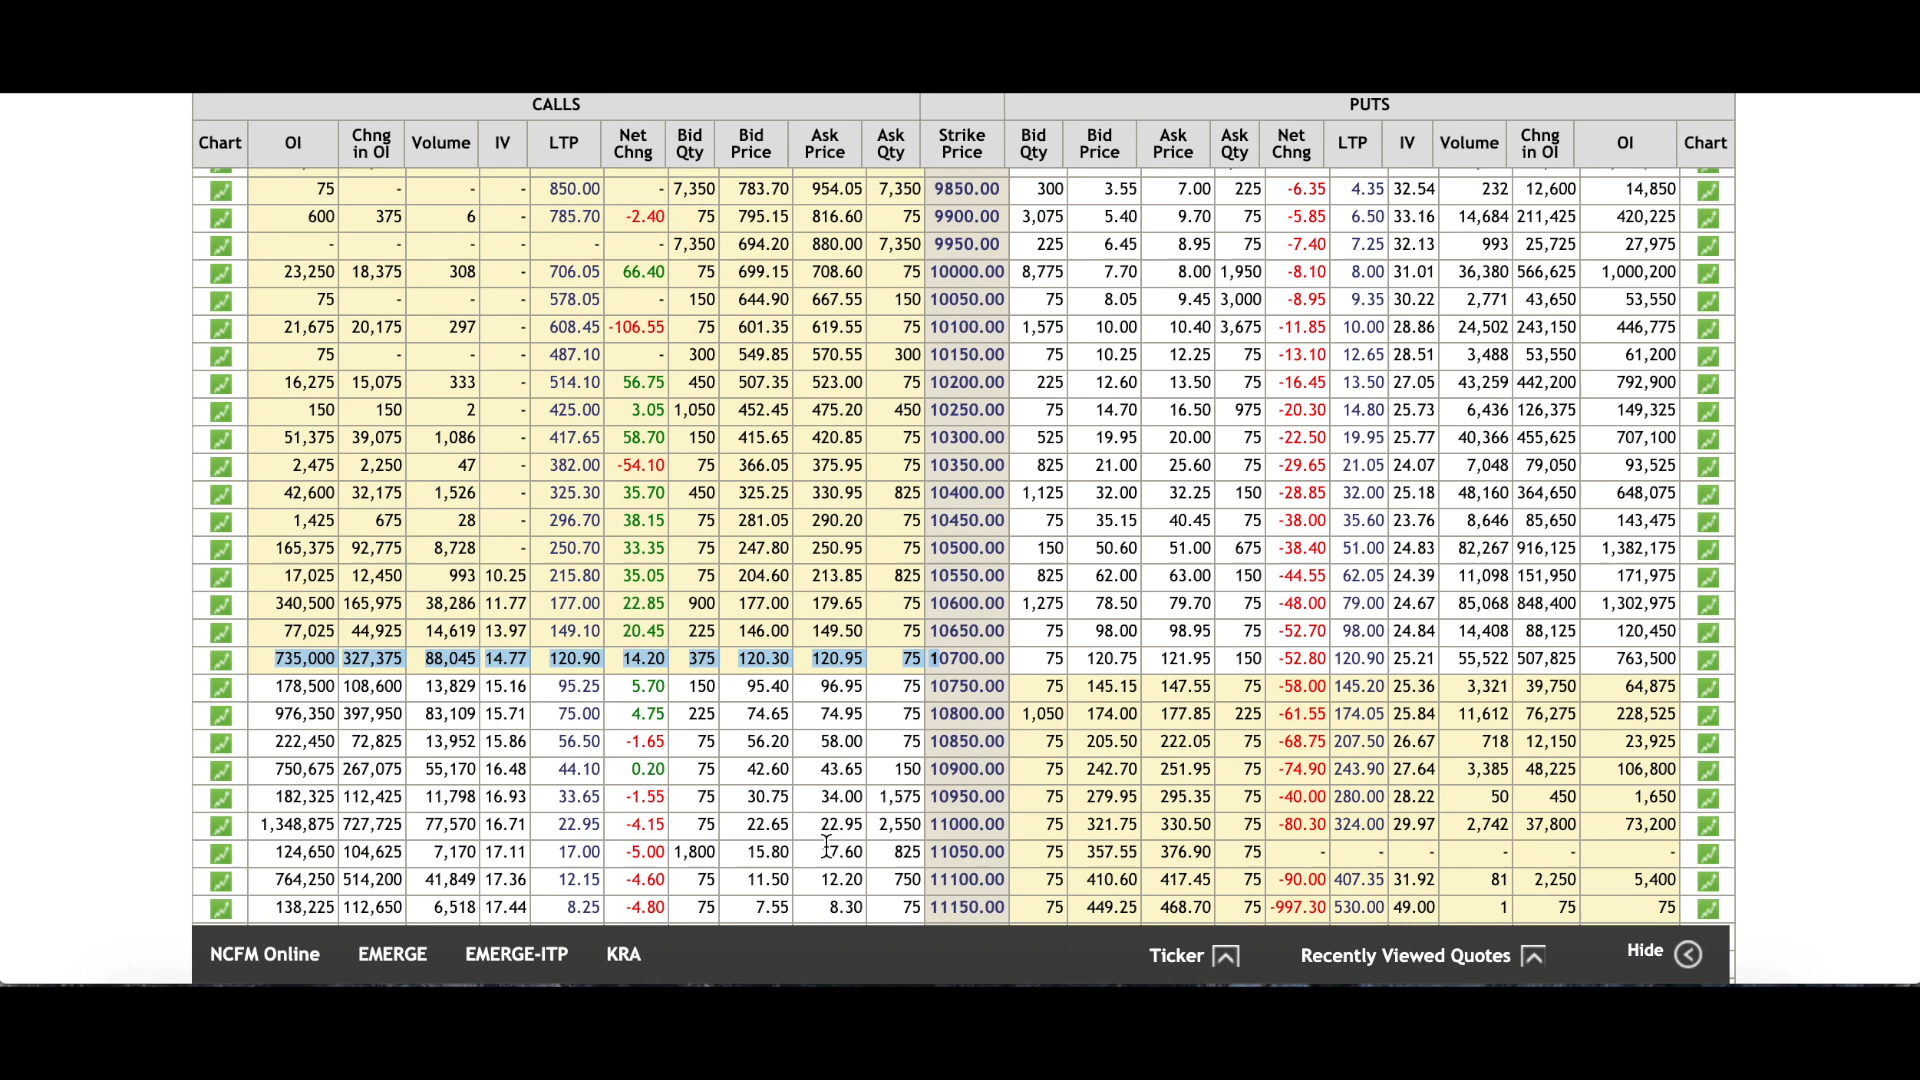 CALLS PUTS
Chart OI Chng in OI Volume IV LTP Net Chng Bid Qty Bid Price Ask Price Ask Qty Strike Price Bid Qty Bid Price Ask Price Ask Qty Net Chng LTP IV Volume Chng in OI OI Chart
75 - - - 850.00 - 7,350 783.70 954.05 7,350 9850.00 300 3.55 7.00 225 -6.35 4.35 32.54 232 12,600 14,850
600 375 6 - 785.70 -2.40 75 795.15 816.60 75 9900.00 3,075 5.40 9.70 75 -5.85 6.50 33.16 14,684 211,425 420,225
- - - - - - 7,350 694.20 880.00 7,350 9950.00 225 6.45 8.95 75 -7.40 7.25 32.13 993 25,725 27,975
23,250 18,375 308 - 706.05 66.40 75 699.15 708.60 75 10000.00 8,775 7.70 8.00 1,950 -8.10 8.00 31.01 36,380 566,625 1,000,200
75 - - - 578.05 - 150 644.90 667.55 150 10050.00 75 8.05 9.45 3,000 -8.95 9.35 30.22 2,771 43,650 53,550
21,675 20,175 297 - 608.45 -106.55 75 601.35 619.55 75 10100.00 1,575 10.00 10.40 3,675 -11.85 10.00 28.86 24,502 243,150 446,775
75 - - - 487.10 - 300 549.85 570.55 300 10150.00 75 10.25 12.25 75 -13.10 12.65 28.51 3,488 53,550 61,200
16,275 15,075 333 - 514.10 56.75 450 507.35 523.00 75 10200.00 225 12.60 13.50 75 -16.45 13.50 27.05 43,259 442,200 792,900
150 150 2 - 425.00 3.05 1,050 452.45 475.20 450 10250.00 75 14.70 16.50 975 -20.30 14.80 25.73 6,436 126,375 149,325
51,375 39,075 1,086 - 417.65 58.70 150 415.65 420.85 75 10300.00 525 19.95 20.00 75 -22.50 19.95 25.77 40,366 455,625 707,100
2,475 2,250 47 - 382.00 -54.10 75 366.05 375.95 75 10350.00 825 21.00 25.60 75 -29.65 21.05 24.07 7,048 79,050 93,525
42,600 32,175 1,526 - 325.30 35.70 450 325.25 330.95 825 10400.00 1,125 32.00 32.25 150 -28.85 32.00 25.18 48,160 364,650 648,075
1,425 675 28 - 296.70 38.15 75 281.05 290.20 75 10450.00 75 35.15 40.45 75 -38.00 35.60 23.76 8,646 85,650 143,475
165,375 92,775 8,728 - 250.70 33.35 75 247.80 250.95 75 10500.00 150 50.60 51.00 675 -38.40 51.00 24.83 82,267 916,125 1,382,175
17,025 12,450 993 10.25 215.80 35.05 75 204.60 213.85 825 10550.00 825 62.00 63.00 150 -44.55 62.05 24.39 11,098 151,950 171,975
340,500 165,975 38,286 11.77 177.00 22.85 900 177.00 179.65 75 10600.00 1,275 78.50 79.70 75 -48.00 79.00 24.67 85,068 848,400 1,302,975
77,025 44,925 14,619 13.97 149.10 20.45 225 146.00 149.50 75 10650.00 75 98.00 98.95 75 -52.70 98.00 24.84 14,408 88,125 120,450
735,000 327,375 88,045 14.77 120.90 14.20 375 120.30 120.95 75 10700.00 75 120.75 121.95 150 -52.80 120.90 25.21 55,522 507,825 763,500
178,500 108,600 13,829 15.16 95.25 5.70 150 95.40 96.95 75 10750.00 75 145.15 147.55 75 -58.00 145.20 25.36 3,321 39,750 64,875
976,350 397,950 83,109 15.71 75.00 4.75 225 74.65 74.95 75 10800.00 1,050 174.00 177.85 225 -61.55 174.05 25.84 11,612 76,275 228,525
222,450 72,825 13,952 15.86 56.50 -1.65 75 56.20 58.00 75 10850.00 75 205.50 222.05 75 -68.75 207.50 26.67 718 12,150 23,925
750,675 267,075 55,170 16.48 44.10 0.20 75 42.60 43.65 150 10900.00 75 242.70 251.95 75 -74.90 243.90 27.64 3,385 48,225 106,800
182,325 112,425 11,798 16.93 33.65 -1.55 75 30.75 34.00 1,575 10950.00 75 279.95 295.35 75 -40.00 280.00 28.22 50 450 1,650
1,348,875 727,725 77,570 16.71 22.95 -4.15 75 22.65 22.95 2,550 11000.00 75 321.75 330.50 75 -80.30 324.00 29.97 2,742 37,800 73,200
124,650 104,625 7,170 17.11 17.00 -5.00 1,800 15.80 17.60 825 11050.00 75 357.55 376.90 75 - - - - - -
764,250 514,200 41,849 17.36 12.15 -4.60 75 11.50 12.20 750 11100.00 75 410.60 417.45 75 -90.00 407.35 31.92 81 2,250 5,400
138,225 112,650 6,518 17.44 8.25 -4.80 75 7.55 8.30 75 11150.00 75 449.25 468.70 75 -997.30 530.00 49.00 1 75 75
NCFM Online EMERGE EMERGE-ITP KRA Ticker Recently Viewed Quotes Hide